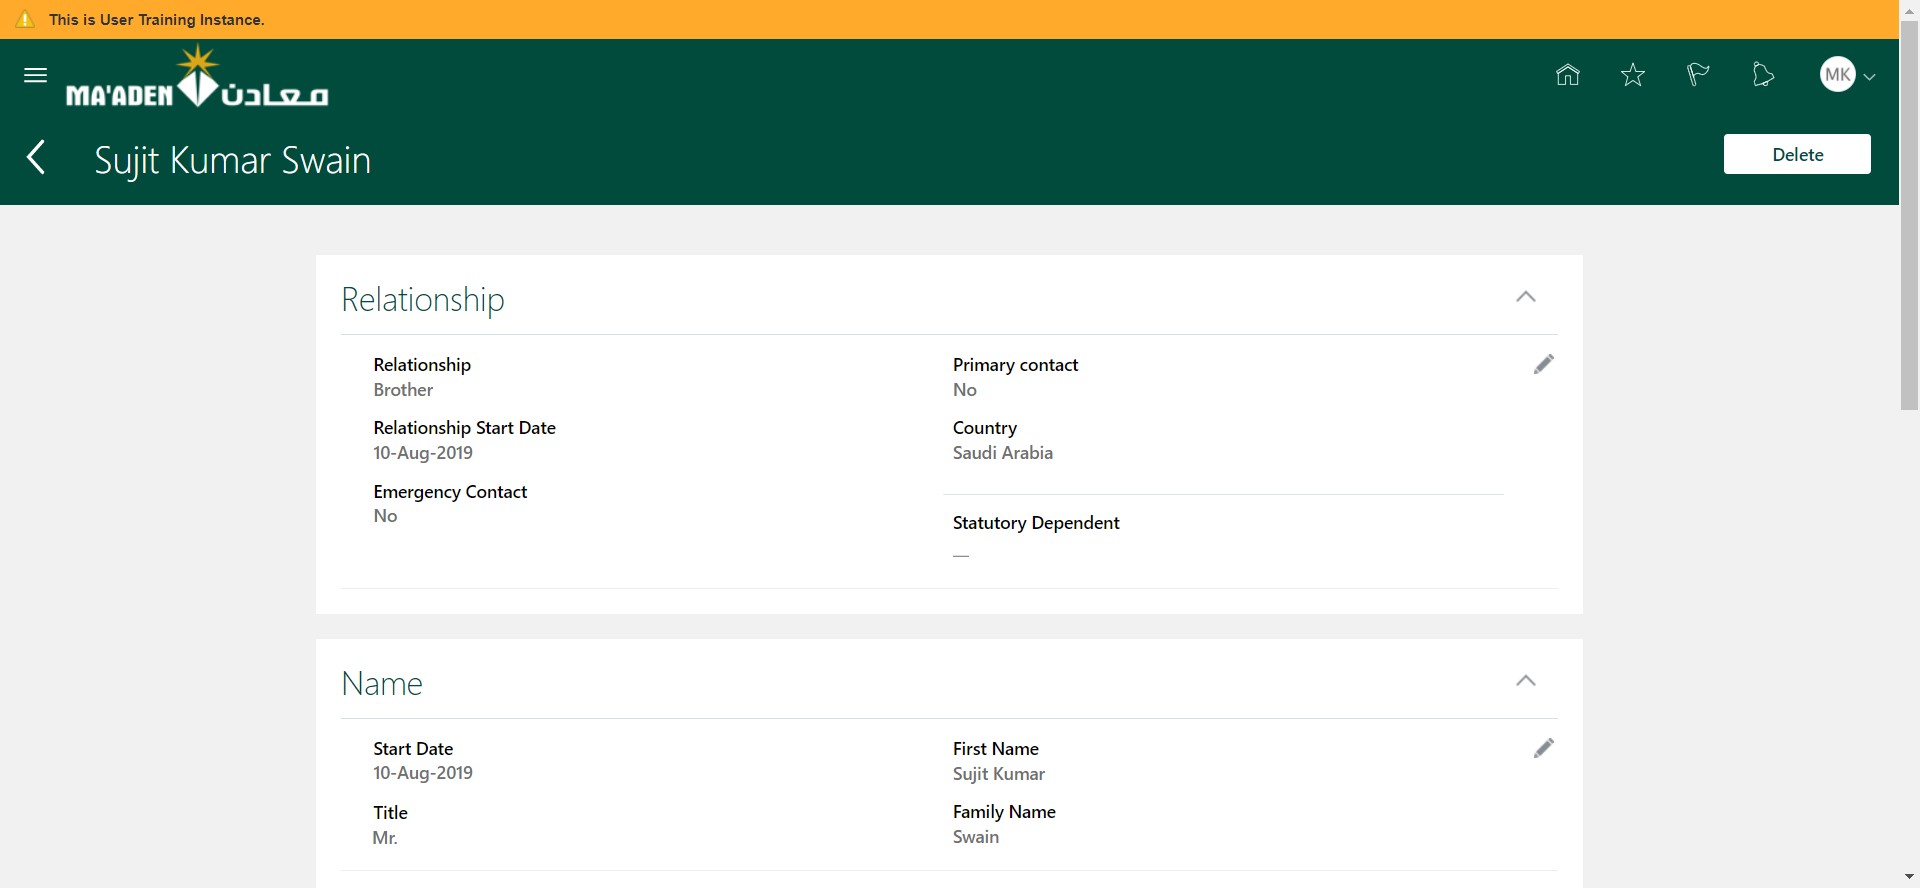 This is User Training Instance.
MA'ADEN معادن
MK
Sujit Kumar Swain
Delete
Relationship
Relationship
Brother
Relationship Start Date
10-Aug-2019
Emergency Contact
No
Primary contact
No
Country
Saudi Arabia
Statutory Dependent
—
Name
Start Date
10-Aug-2019
Title
Mr.
First Name
Sujit Kumar
Family Name
Swain